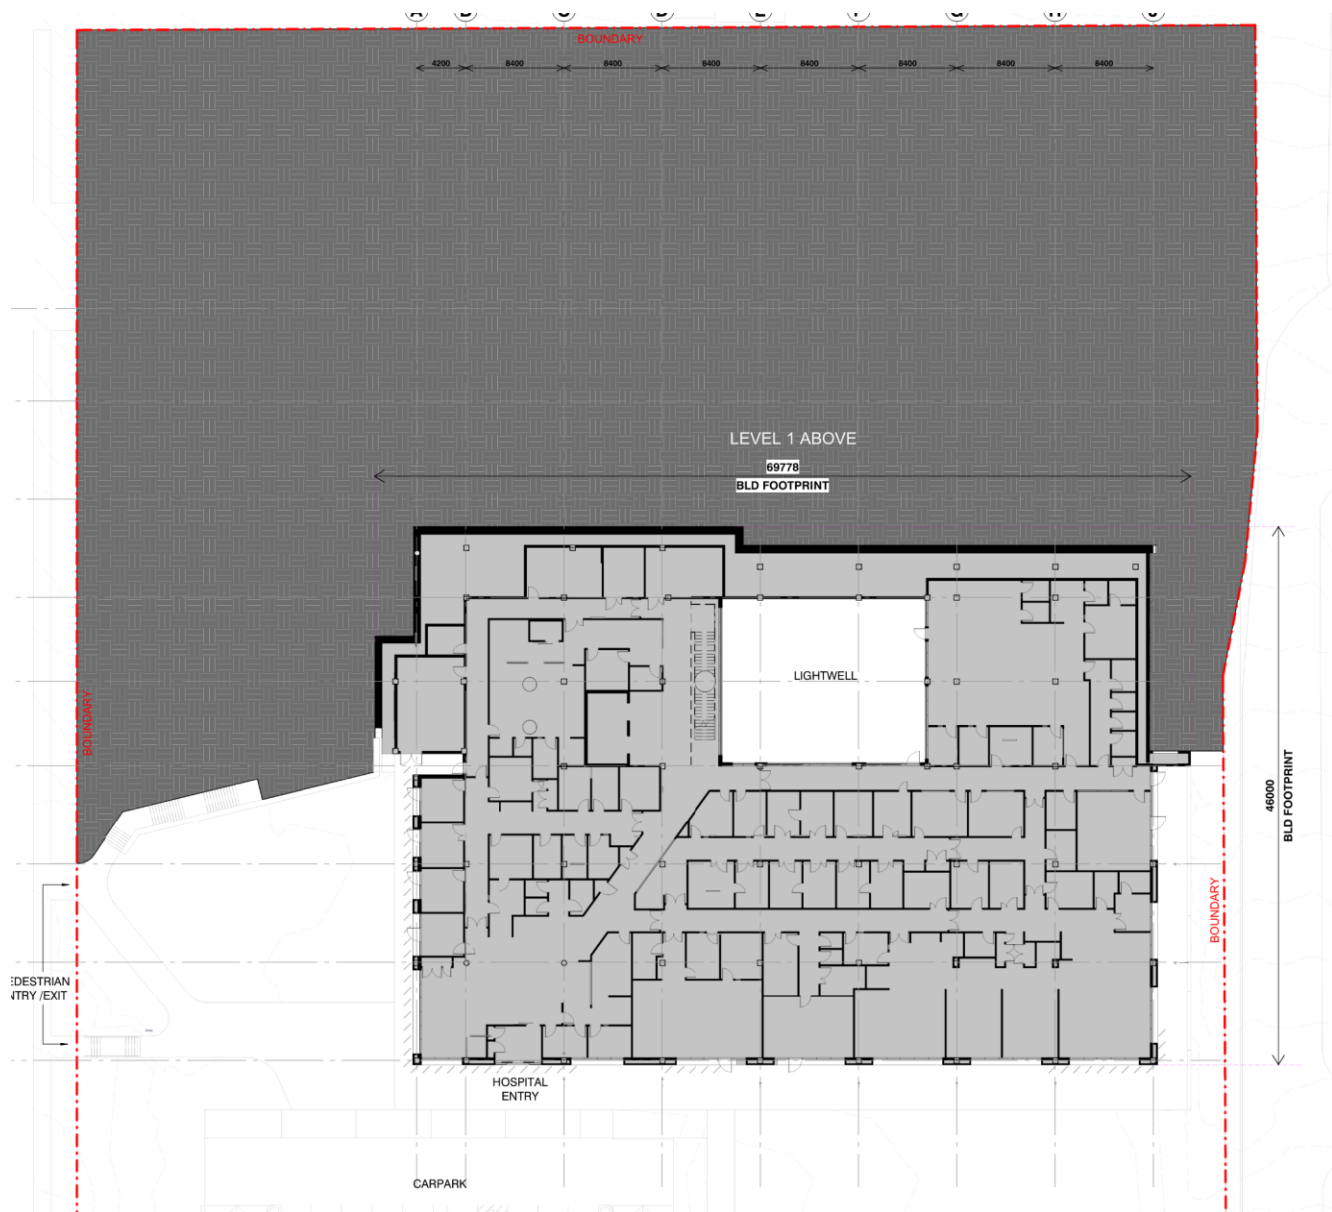 A B C D E F G H J
BOUNDARY
4200 8400 8400 8400 8400 8400 8400 8400
LEVEL 1 ABOVE
69778
BLD FOOTPRINT
LIGHTWELL
BOUNDARY
46000
BLD FOOTPRINT
BOUNDARY
EDESTRIAN
NTRY /EXIT
HOSPITAL
ENTRY
CARPARK